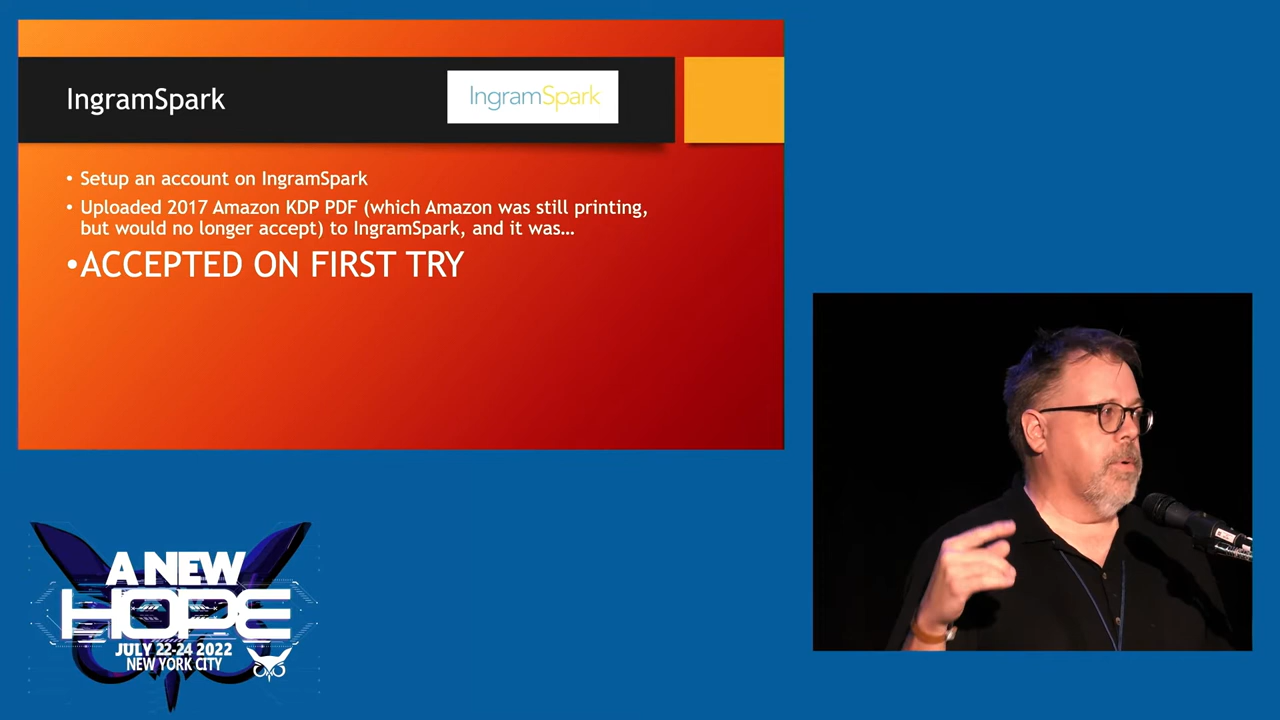 IngramSpark
IngramSpark
• Setup an account on IngramSpark
• Uploaded 2017 Amazon KDP PDF (which Amazon was still printing,
but would no longer accept) to IngramSpark, and it was...
•ACCEPTED ON FIRST TRY
A NEW
HOPE
JULY 22-24 2022
NEW YORK CITY